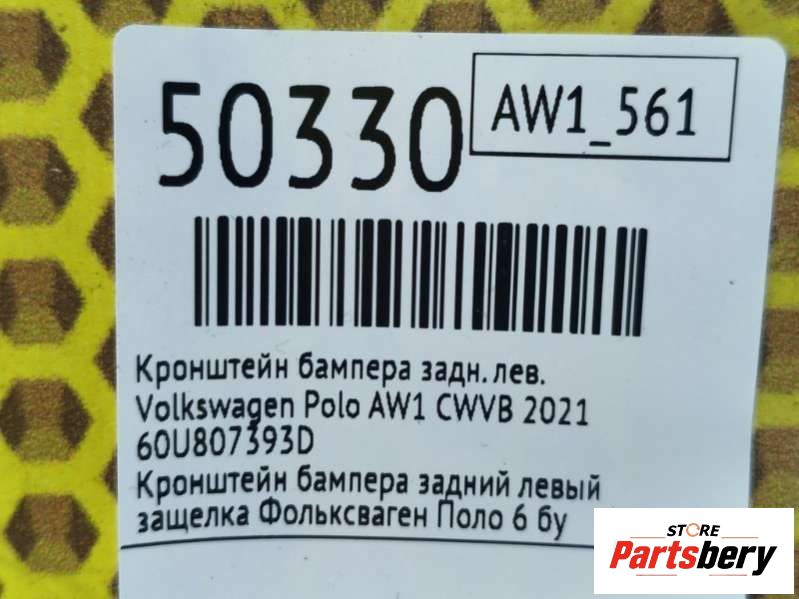 50330
AW1_561
Кронштейн бампера задн. лев.
Volkswagen Polo AW1 CWVB 2021
60U807393D
Кронштейн бампера задний левый
защелка Фольксваген Поло 6 бу
STORE
Partsbery